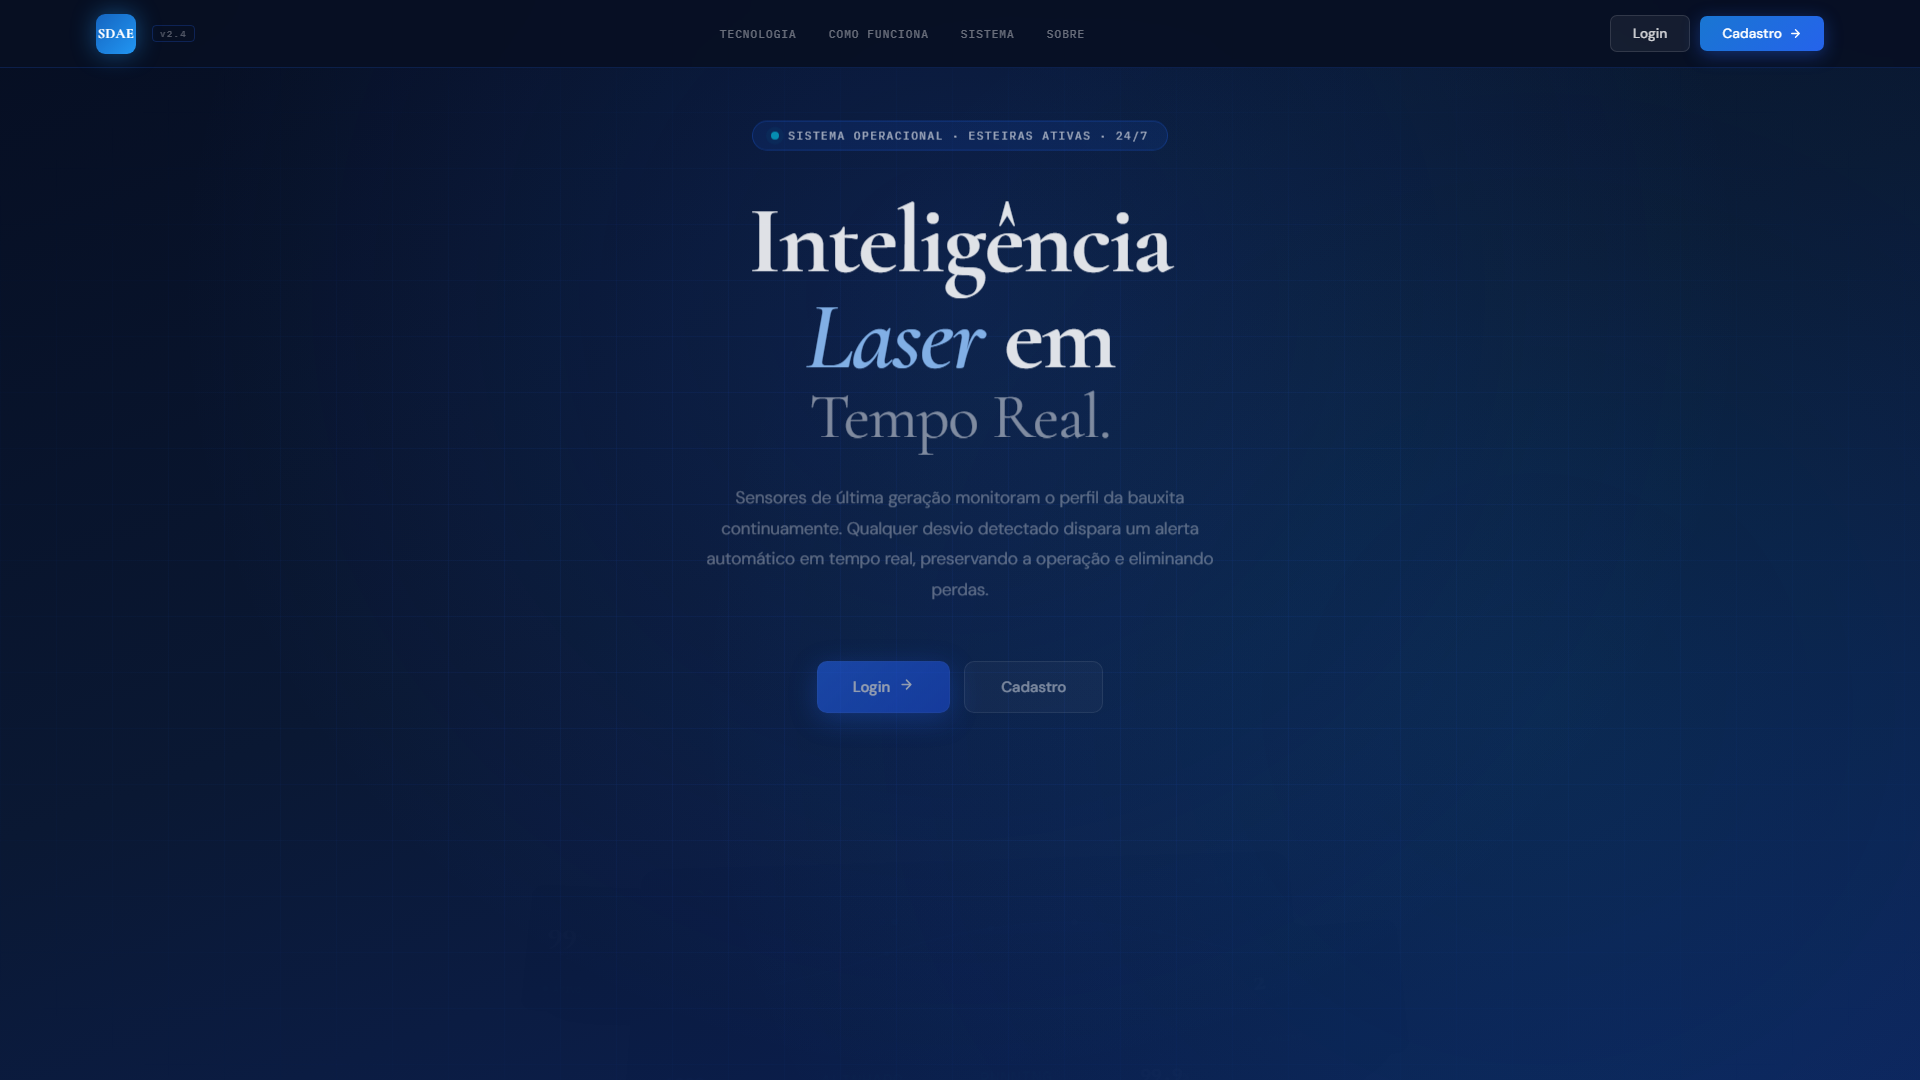 SDAE
v2.4
TECNOLOGIA
COMO FUNCIONA
SISTEMA
SOBRE
Login
Cadastro →
SISTEMA OPERACIONAL · ESTEIRAS ATIVAS · 24/7
Inteligência
Laser em
Tempo Real.
Sensores de última geração monitoram o perfil da bauxita
continuamente. Qualquer desvio detectado dispara um alerta
automático em tempo real, preservando a operação e eliminando
perdas.
Login →
Cadastro